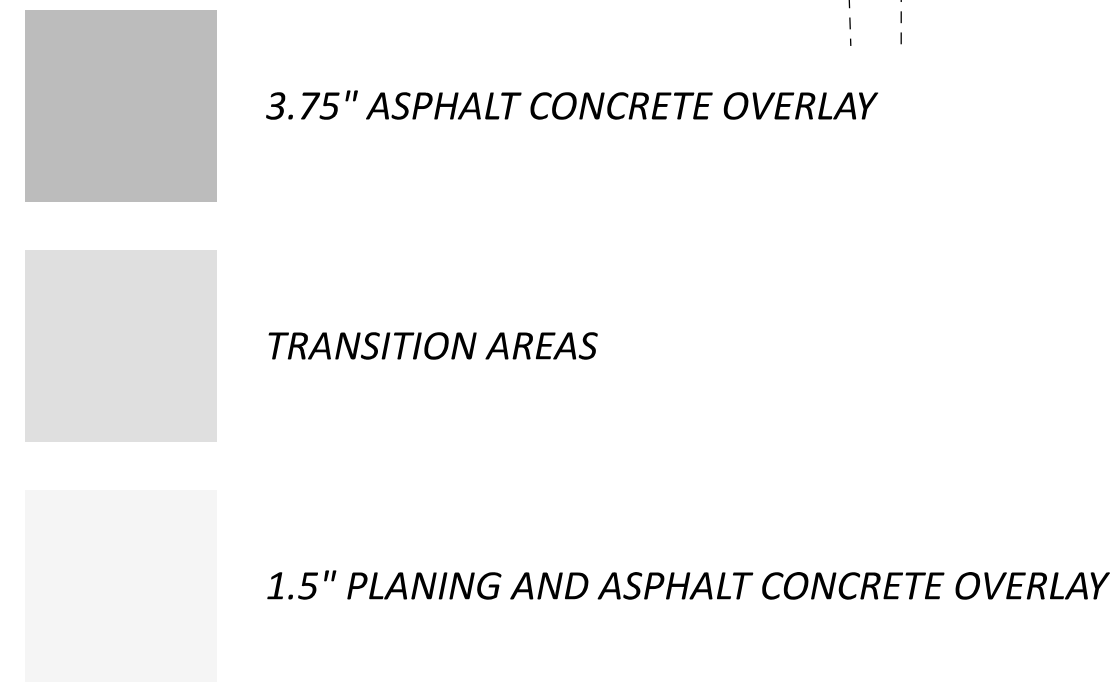 3.75" ASPHALT CONCRETE OVERLAY
TRANSITION AREAS
1.5" PLANING AND ASPHALT CONCRETE OVERLAY